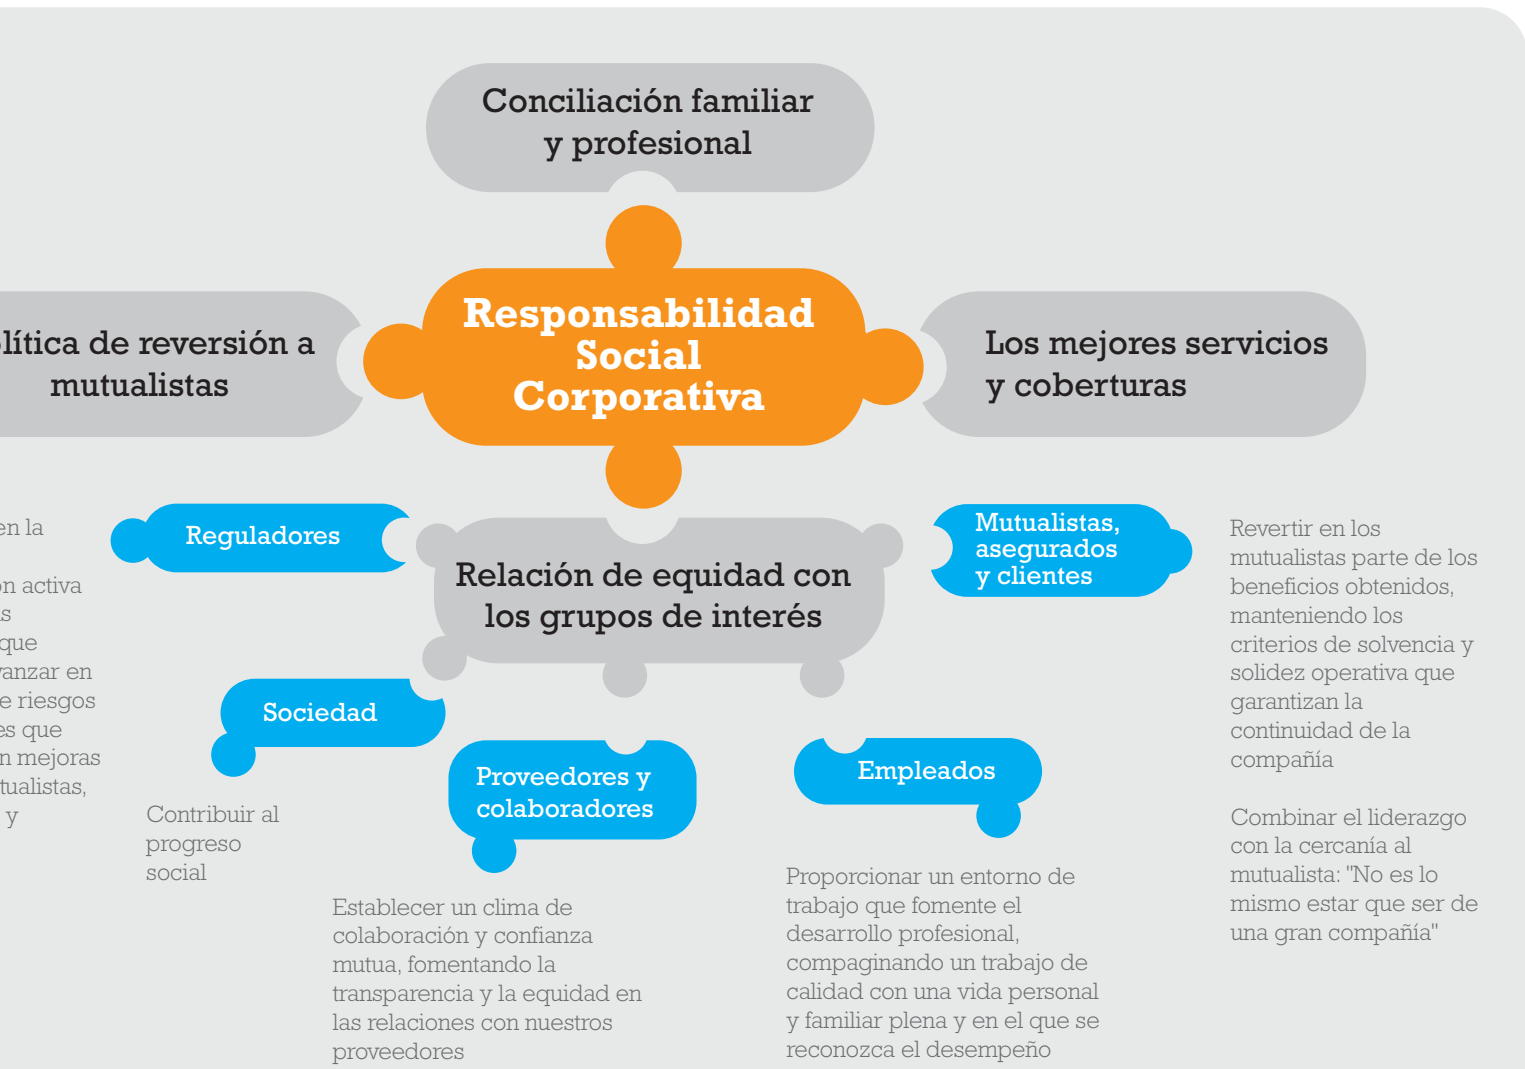 Conciliación familiar
y profesional
Responsabilidad
Social
Corporativa
de reversión a
mutualistas
Los mejores servicios
y coberturas
Reguladores
Mutualistas,
asegurados
y clientes
Relación de equidad con
los grupos de interés
Sociedad
Proveedores y
colaboradores
Empleados
en la
activa
que
en
riesgos
que
mejoras
y
Contribuir al
progreso
social
Establecer un clima de
colaboración y confianza
mutua, fomentando la
transparencia y la equidad en
las relaciones con nuestros
proveedores
Proporcionar un entorno de
trabajo que fomente el
desarrollo profesional,
compaginando un trabajo de
calidad con una vida personal
y familiar plena y en el que se
reconozca el desempeño
Revertir en los
mutualistas parte de los
beneficios obtenidos,
manteniendo los
criterios de solvencia y
solidez operativa que
garantizan la
continuidad de la
compañía
Combinar el liderazgo
con la cercanía al
mutualista: "No es lo
mismo estar que ser de
una gran compañía"